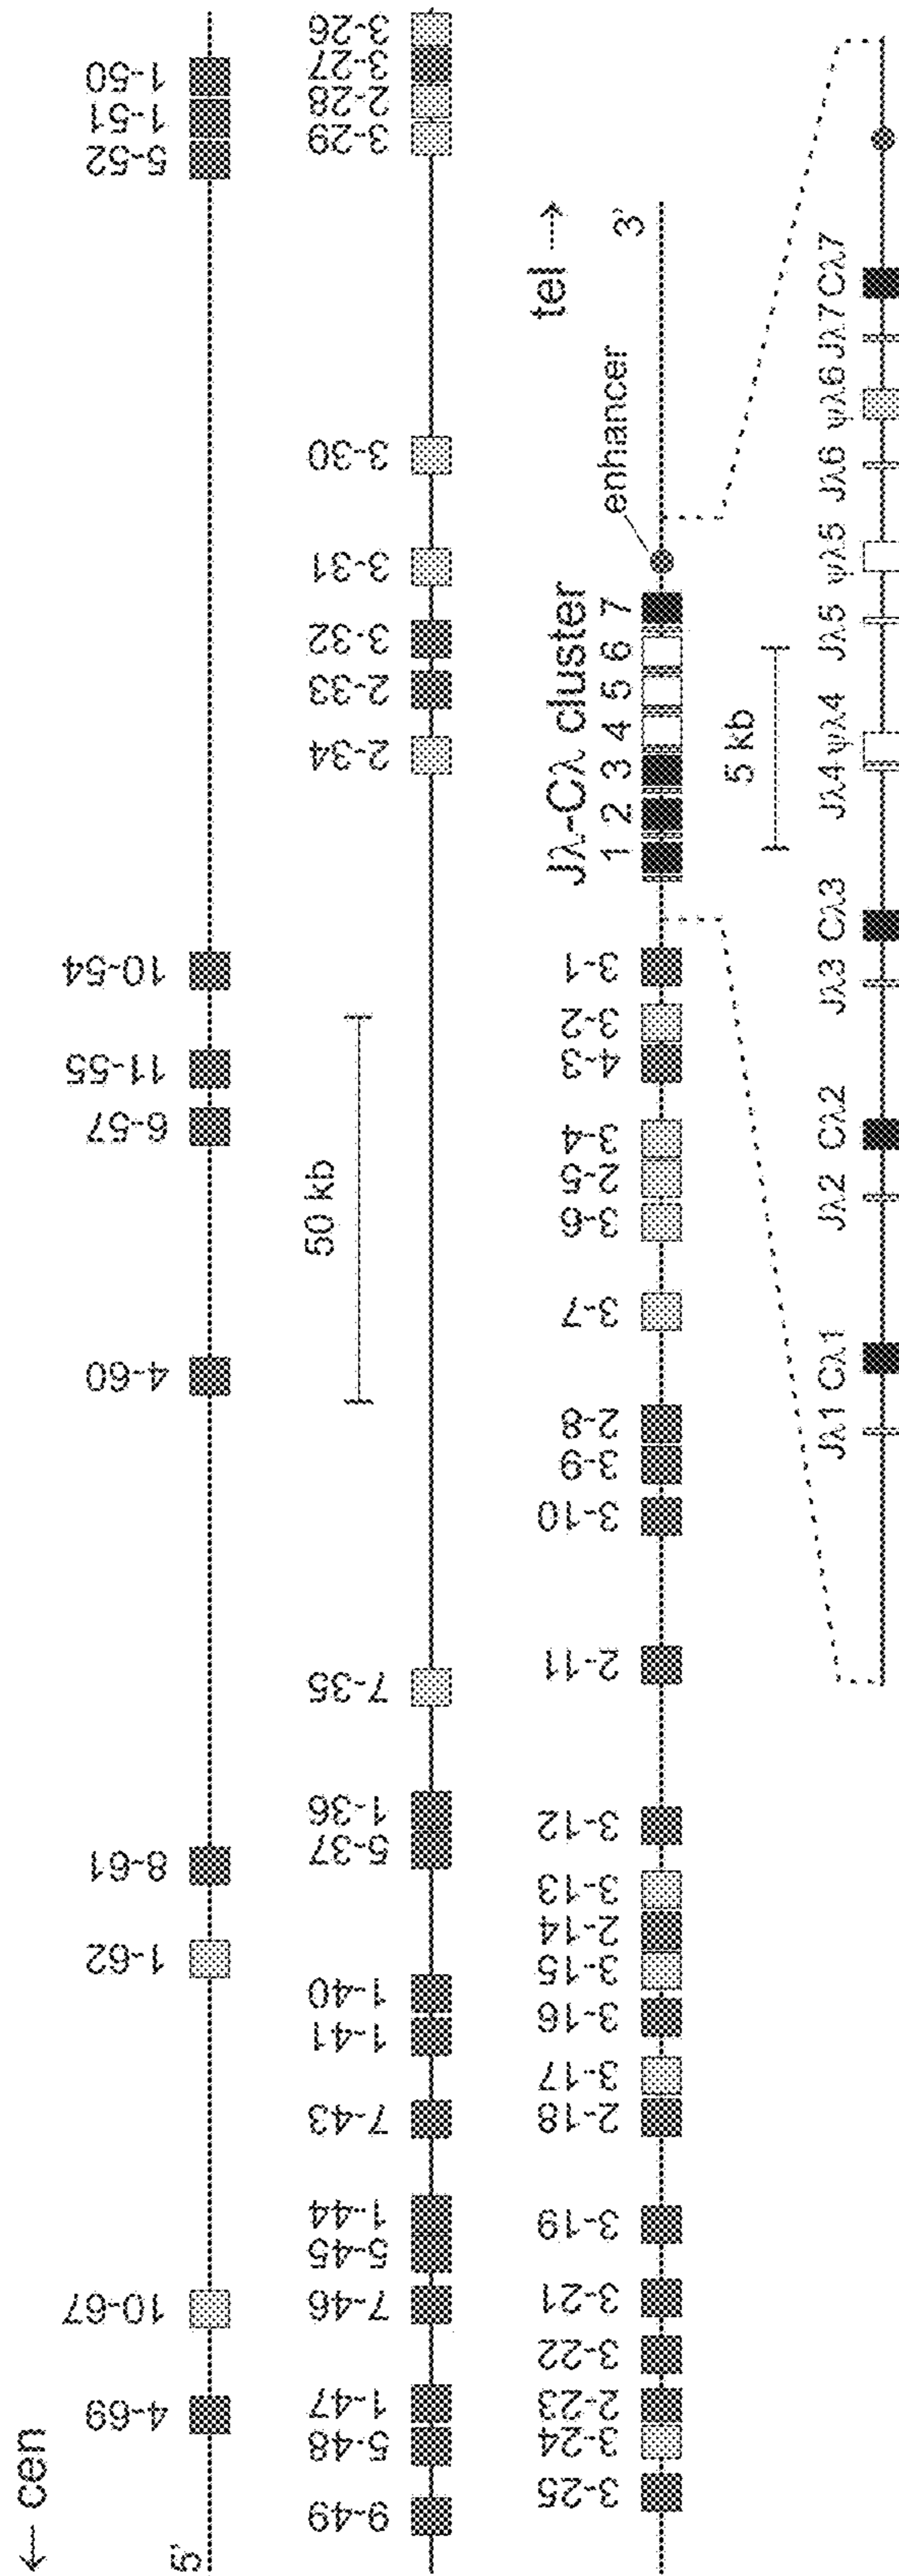 ← cen
5'
4-69 10-67 1-62 8-61 4-60 6-57 11-55 10-54 5-52 1-51 1-50
50 kb
9-49 5-48 1-47 7-46 5-45 1-44 7-43 1-41 1-40 5-37 1-36 7-35 2-34 2-33 3-32 3-31 3-30 3-29 2-28 3-27 3-26
tel →
3-25 3-24 2-23 3-22 3-21 3-19 2-18 3-17 3-16 3-15 2-14 3-13 3-12 2-11 3-10 3-9 2-8 3-7 3-6 2-5 3-4 4-3 3-2 3-1
Jλ-Cλ cluster
1 2 3 4 5 6 7
enhancer
3'
5 kb
Jλ1 Cλ1 Jλ2 Cλ2 Jλ3 Cλ3 Jλ4 ψλ4 Jλ5 ψλ5 Jλ6 ψλ6 Jλ7 Cλ7